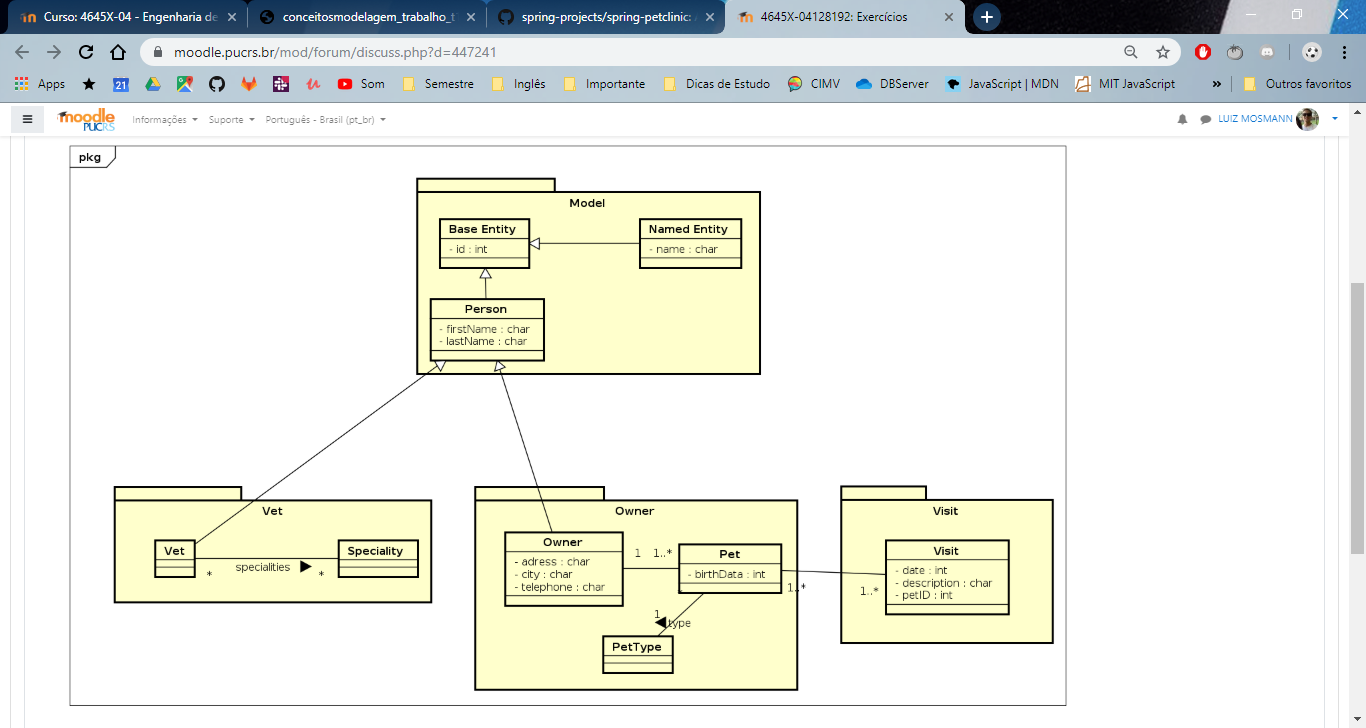 Curso: 4645X-04 - Engenharia de
conceitosmodelagem_trabalho_t
spring-projects/spring-petclinic: A
4645X-04128192: Exercícios
moodle.pucrs.br/mod/forum/discuss.php?d=447241
Apps
21
Som
Semestre
Inglês
Importante
Dicas de Estudo
CIMV
DBServer
JavaScript | MDN
MIT JavaScript
»
Outros favoritos
moodle
PUCRS
Informações
Suporte
Português - Brasil (pt_br)
LUIZ MOSMANN
pkg
Model
Base Entity
- id : int
Named Entity
- name : char
Person
- firstName : char
- lastName : char
Vet
Vet
Speciality
specialities
*
*
Owner
Owner
- adress : char
- city : char
- telephone : char
1
1..*
Pet
- birthData : int
1..*
1
type
PetType
Visit
Visit
- date : int
- description : char
- petID : int
1..*